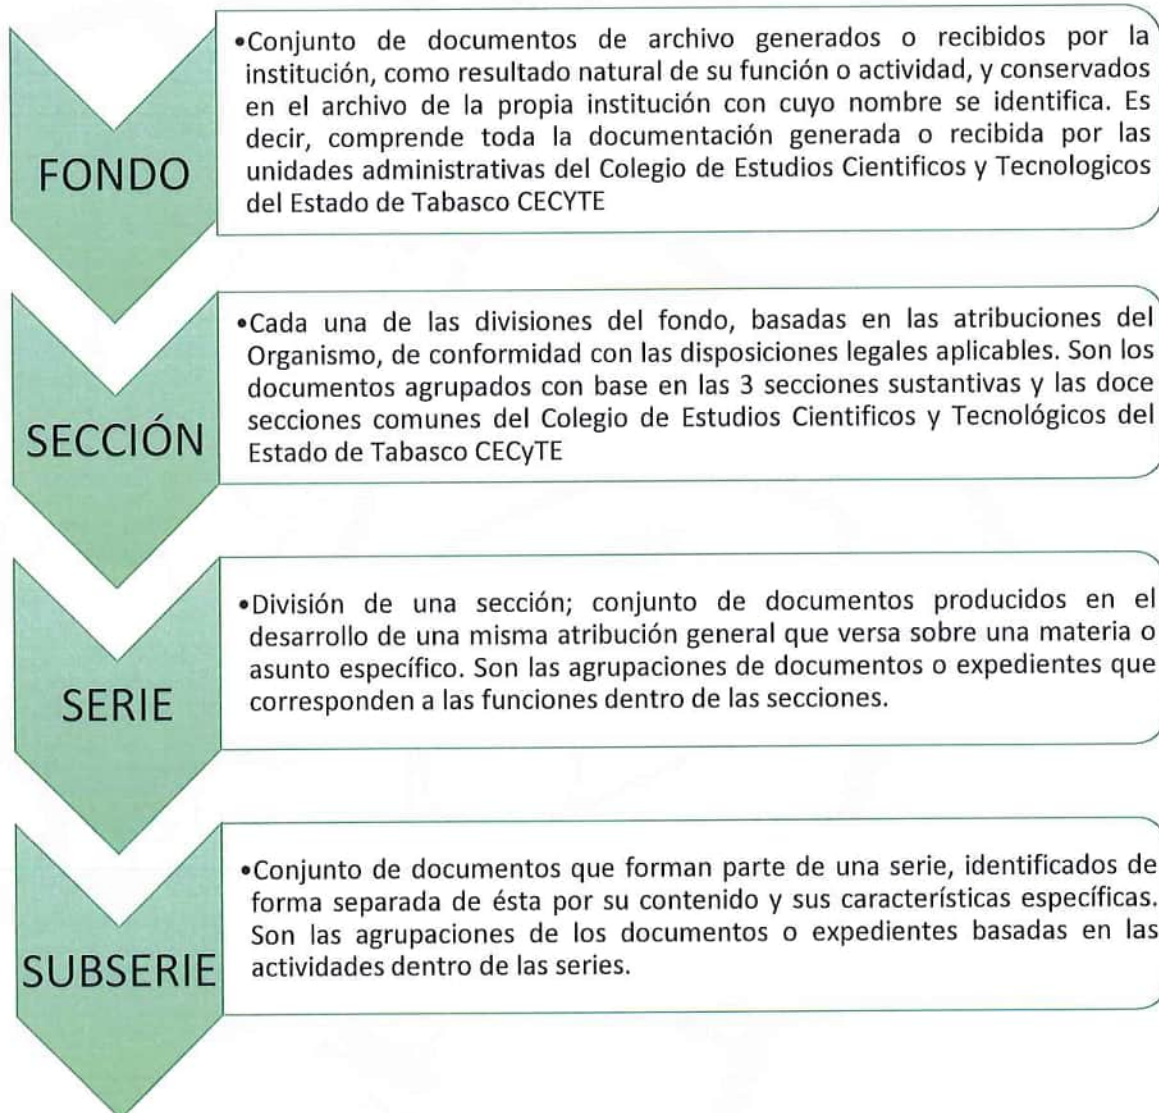 FONDO
•Conjunto de documentos de archivo generados o recibidos por la
institución, como resultado natural de su función o actividad, y conservados
en el archivo de la propia institución con cuyo nombre se identifica. Es
decir, comprende toda la documentación generada o recibida por las
unidades administrativas del Colegio de Estudios Cientificos y Tecnologicos
del Estado de Tabasco CECYTE
SECCIÓN
•Cada una de las divisiones del fondo, basadas en las atribuciones del
Organismo, de conformidad con las disposiciones legales aplicables. Son los
documentos agrupados con base en las 3 secciones sustantivas y las doce
secciones comunes del Colegio de Estudios Cientificos y Tecnológicos del
Estado de Tabasco CECyTE
SERIE
•División de una sección; conjunto de documentos producidos en el
desarrollo de una misma atribución general que versa sobre una materia o
asunto específico. Son las agrupaciones de documentos o expedientes que
corresponden a las funciones dentro de las secciones.
SUBSERIE
•Conjunto de documentos que forman parte de una serie, identificados de
forma separada de ésta por su contenido y sus características específicas.
Son las agrupaciones de los documentos o expedientes basadas en las
actividades dentro de las series.